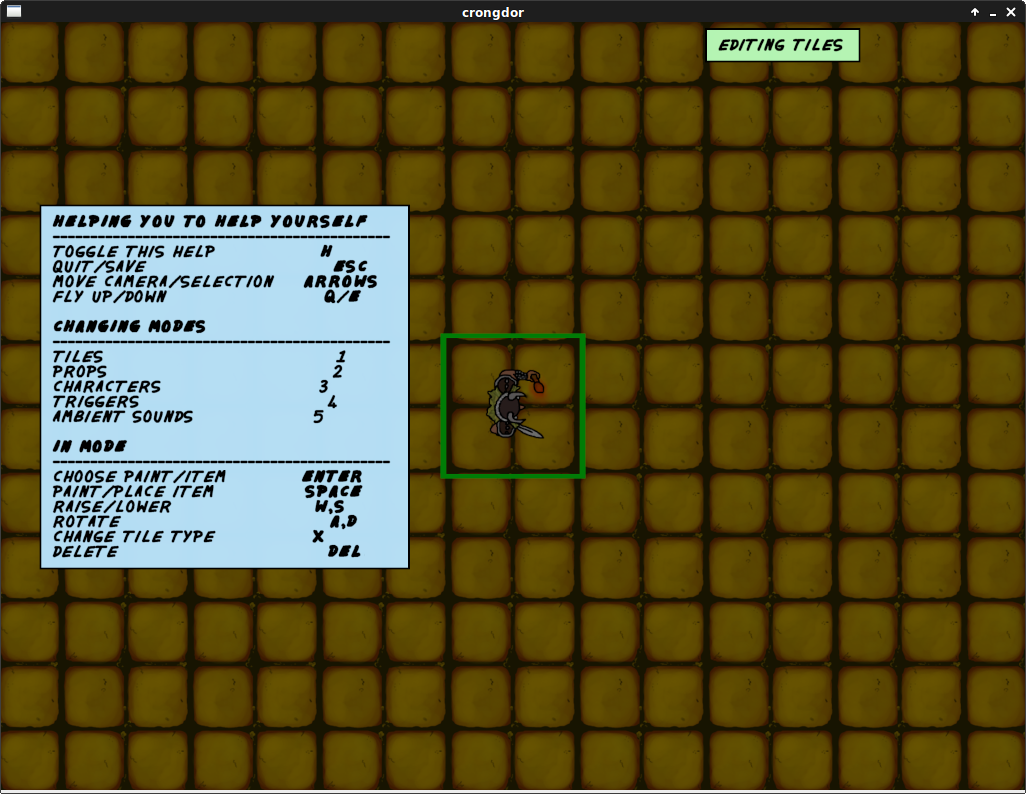 crongdor
EDITING TILES
HELPING YOU TO HELP YOURSELF
---------------------------------------------
TOGGLE THIS HELP H
QUIT/SAVE ESC
MOVE CAMERA/SELECTION ARROWS
FLY UP/DOWN Q/E
CHANGING MODES
---------------------------------------------
TILES 1
PROPS 2
CHARACTERS 3
TRIGGERS 4
AMBIENT SOUNDS 5
IN MODE
---------------------------------------------
CHOOSE PAINT/ITEM ENTER
PAINT/PLACE ITEM SPACE
RAISE/LOWER W,S
ROTATE A,D
CHANGE TILE TYPE X
DELETE DEL